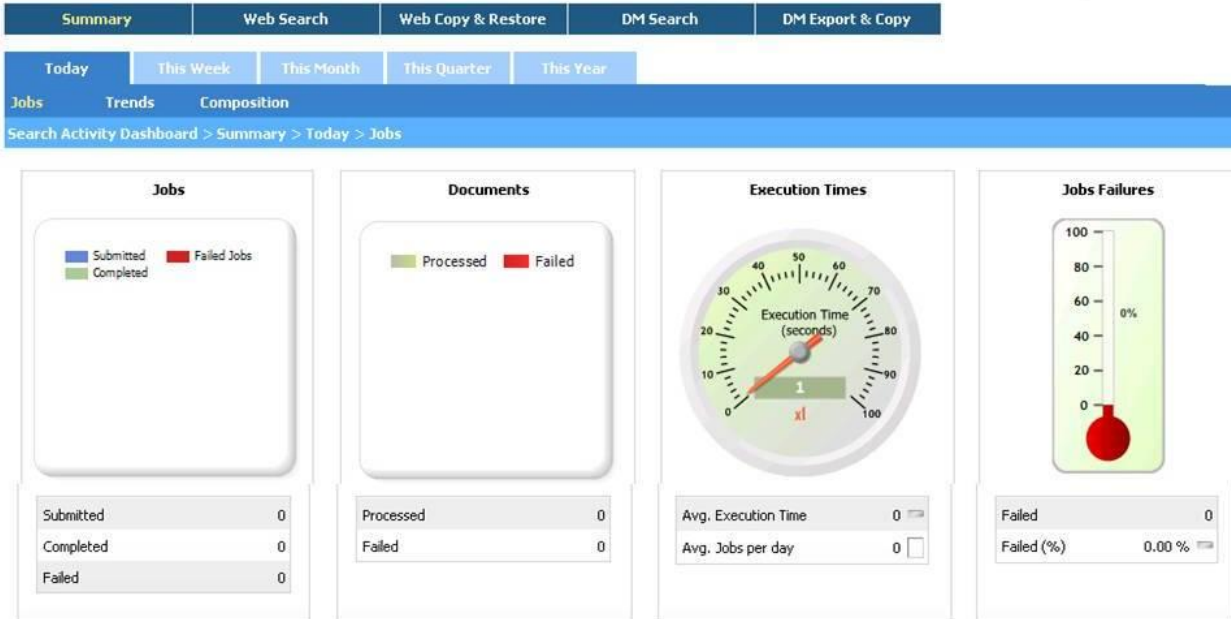 Summary Web Search Web Copy & Restore DM Search DM Export & Copy
Today This Week This Month This Quarter This Year
Jobs Trends Composition
Search Activity Dashboard > Summary > Today > Jobs
Jobs
Submitted Failed Jobs
Completed
Submitted 0
Completed 0
Failed 0
Documents
Processed Failed
Processed 0
Failed 0
Execution Times
0 10 20 30 40 50 60 70 80 90 100
Execution Time
(seconds)
1
x1
Avg. Execution Time 0
Avg. Jobs per day 0
Jobs Failures
100
80
60
0%
40
20
0
Failed 0
Failed (%) 0.00 %